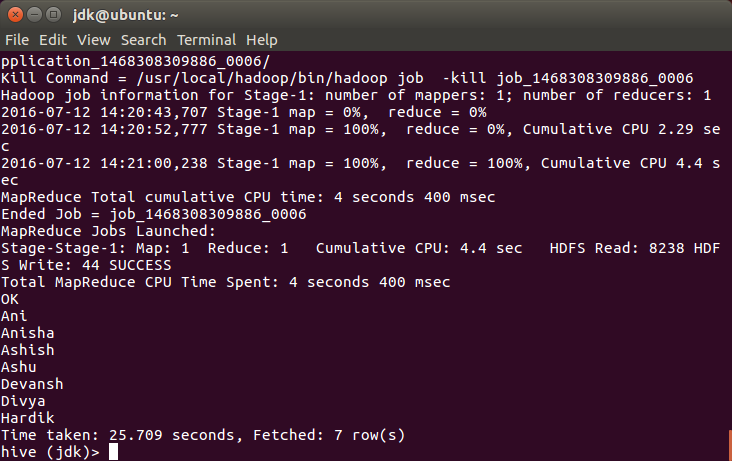 jdk@ubuntu: ~
File Edit View Search Terminal Help
pplication_1468308309886_0006/
Kill Command = /usr/local/hadoop/bin/hadoop job  -kill job_1468308309886_0006
Hadoop job information for Stage-1: number of mappers: 1; number of reducers: 1
2016-07-12 14:20:43,707 Stage-1 map = 0%,  reduce = 0%
2016-07-12 14:20:52,777 Stage-1 map = 100%,  reduce = 0%, Cumulative CPU 2.29 se
c
2016-07-12 14:21:00,238 Stage-1 map = 100%,  reduce = 100%, Cumulative CPU 4.4 s
ec
MapReduce Total cumulative CPU time: 4 seconds 400 msec
Ended Job = job_1468308309886_0006
MapReduce Jobs Launched:
Stage-Stage-1: Map: 1  Reduce: 1   Cumulative CPU: 4.4 sec   HDFS Read: 8238 HDF
S Write: 44 SUCCESS
Total MapReduce CPU Time Spent: 4 seconds 400 msec
OK
Ani
Anisha
Ashish
Ashu
Devansh
Divya
Hardik
Time taken: 25.709 seconds, Fetched: 7 row(s)
hive (jdk)>